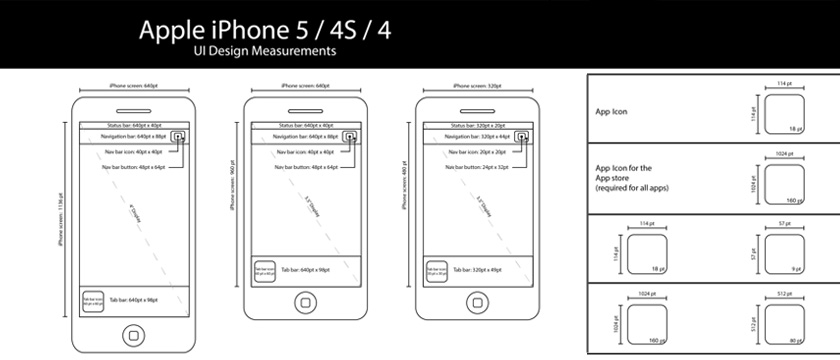 Apple iPhone 5 / 4S / 4
UI Design Measurements
iPhone screen: 640pt
Status bar: 640pt x 40pt
Navigation bar: 640pt x 88pt
Nav bar icon: 40pt x 40pt
Nav bar button: 48pt x 64pt
iPhone screen: 1136 pt
4" Display
Tab bar icon:
60 pt x 60 pt
Tab bar: 640pt x 98pt
iPhone screen: 640pt
Status bar: 640pt x 40pt
Navigation bar: 640pt x 88pt
Nav bar icon: 40pt x 40pt
Nav bar button: 48pt x 64pt
iPhone screen: 960 pt
3.5" Display
Tab bar icon:
Tab bar: 640pt x 98pt
iPhone screen: 320pt
Status bar: 320pt x 20pt
Navigation bar: 320pt x 44pt
Nav bar icon: 20pt x 20pt
Nav bar button: 24pt x 32pt
iPhone screen: 480 pt
3.5" Display
Tab bar icon:
Tab bar: 320pt x 49pt
App Icon
114 pt
114 pt
18 pt
App Icon for the
App store
(required for all apps)
1024 pt
1024 pt
160 pt
114 pt
114 pt
18 pt
57 pt
57 pt
9 pt
1024 pt
1024 pt
160 pt
512 pt
512 pt
80 pt